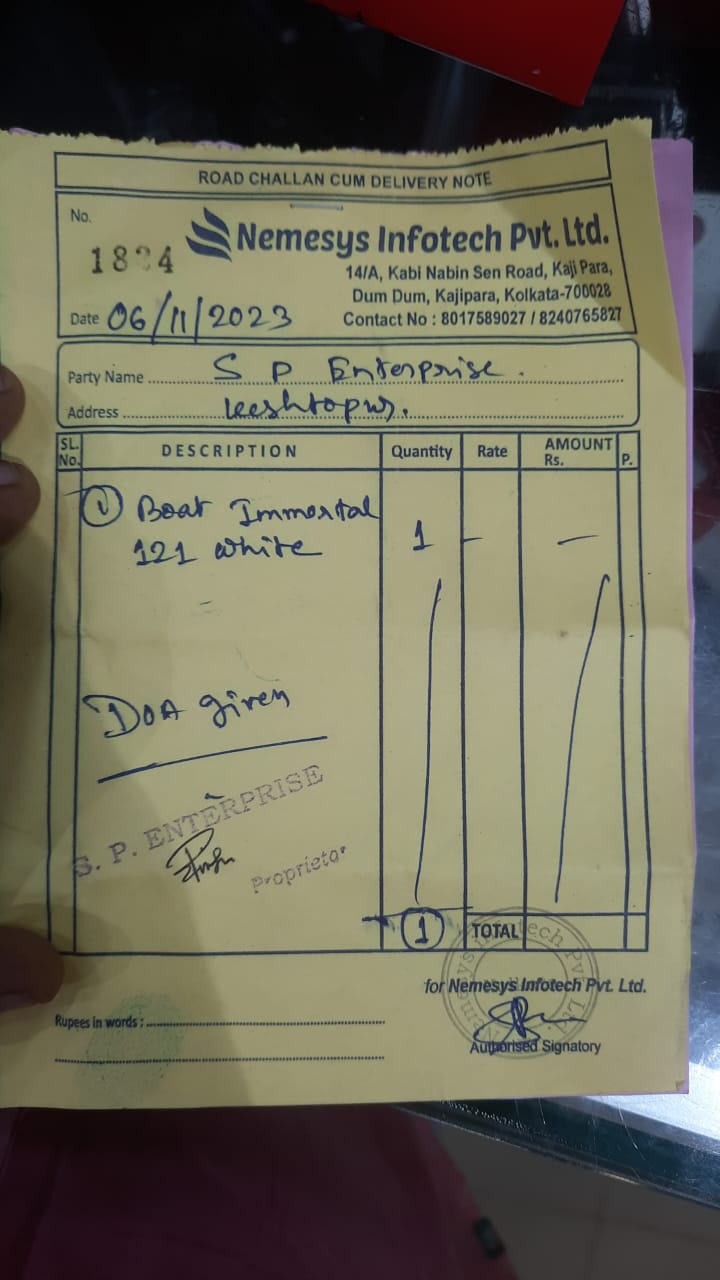 ROAD CHALLAN CUM DELIVERY NOTE
No.
Nemesys Infotech Pvt. Ltd.
14/A, Kabi Nabin Sen Road, Kaji Para,
Dum Dum, Kajipara, Kolkata-700028
Date 06/11/2023
Contact No : 8017589027 / 8240765827
Party Name S P Enterprise.
Address Keshtopur.
SL. No. DESCRIPTION Quantity Rate AMOUNT Rs. P.
1 Boat Immortal
121 white 1 - -
DOA given
S. P. ENTERPRISE
Proprietor
1 TOTAL
Nemesys Infotech Pvt. Ltd.
for Nemesys Infotech Pvt. Ltd.
Rupees in words :
Authorised Signatory